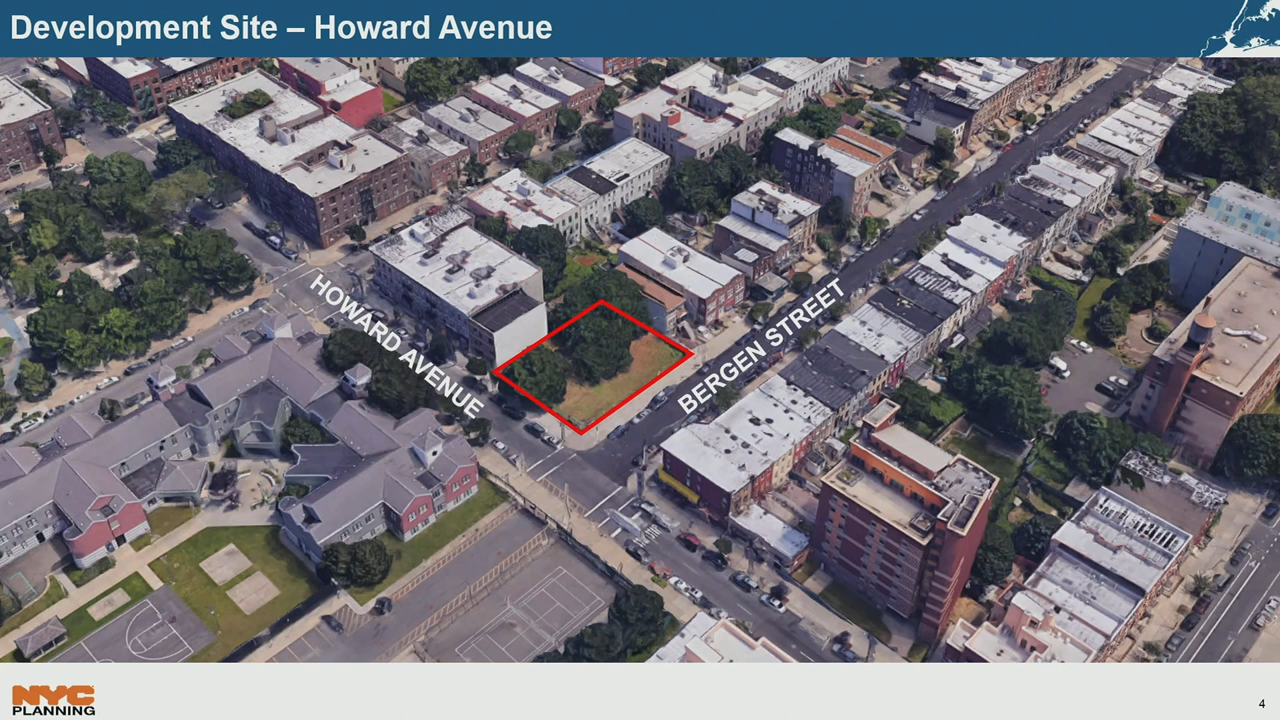 Development Site – Howard Avenue
HOWARD AVENUE
BERGEN STREET
NYC
PLANNING
4